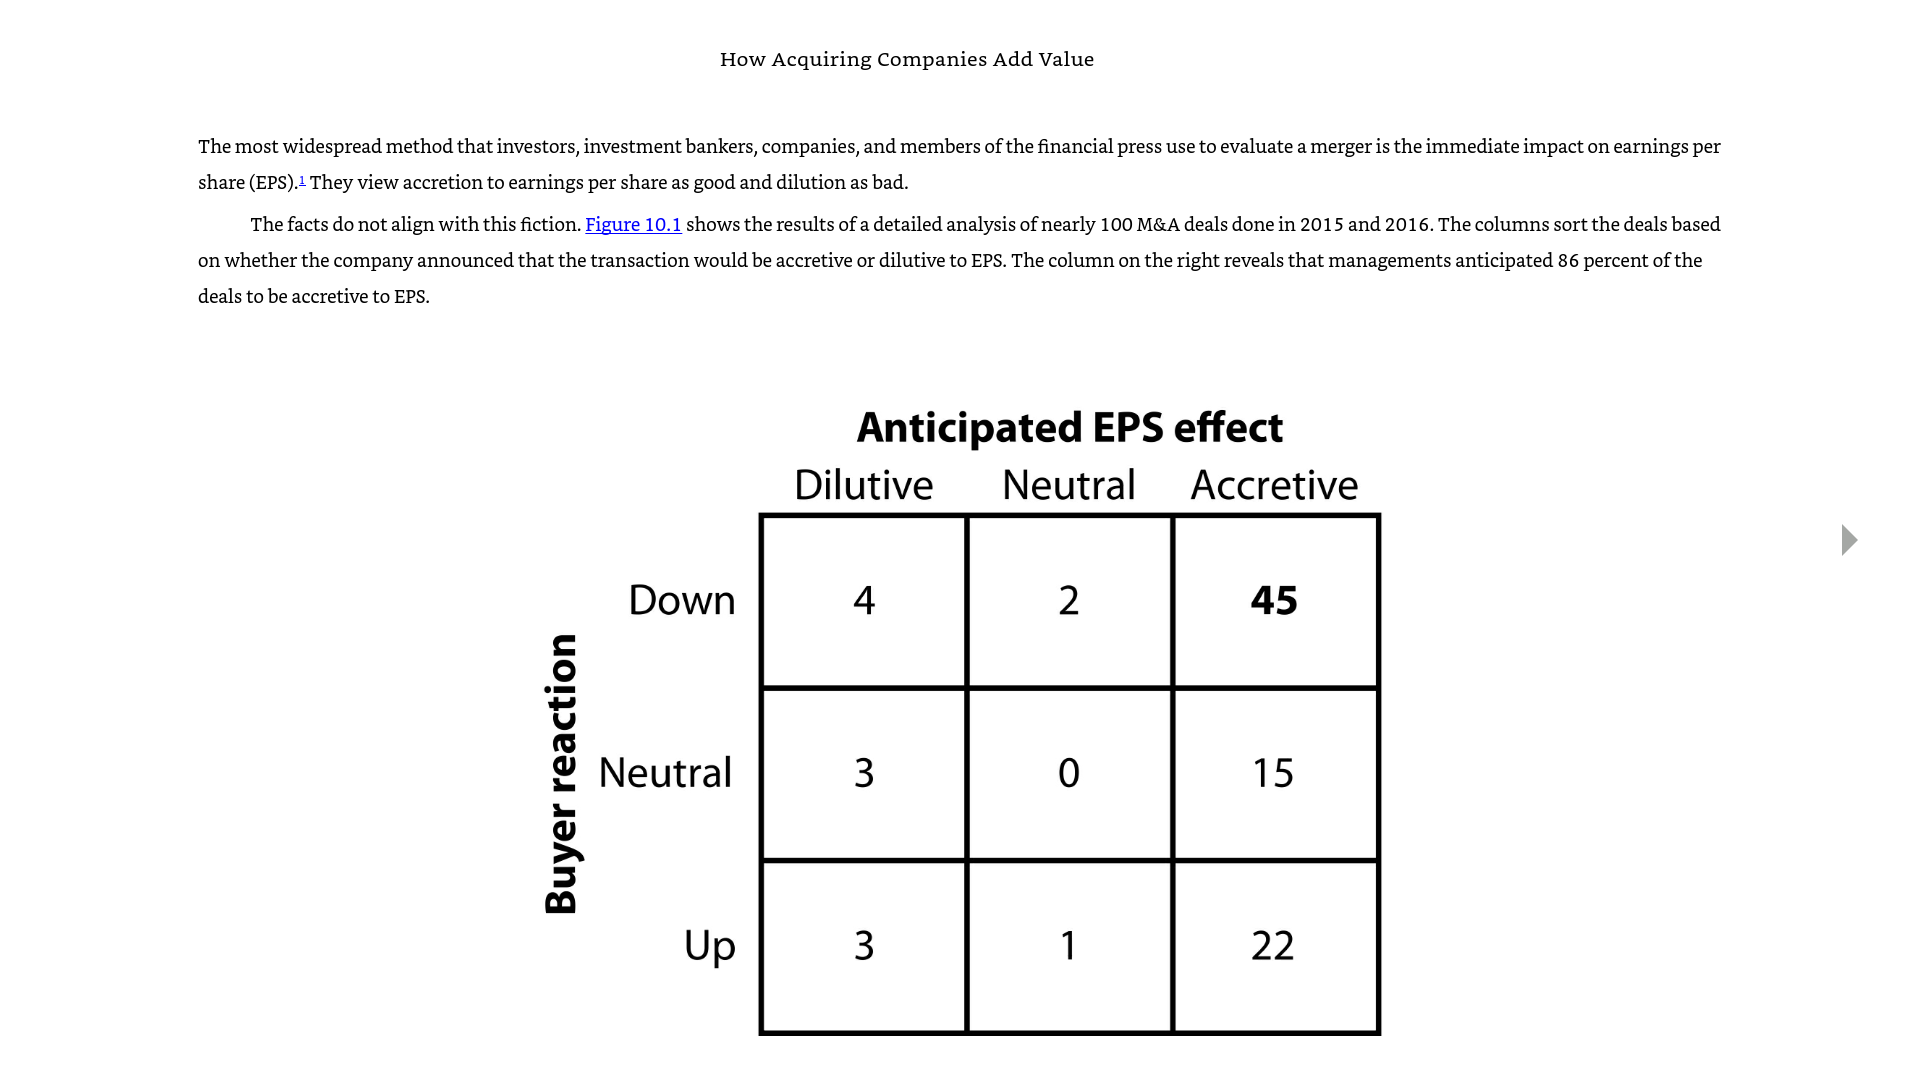 How Acquiring Companies Add Value
The most widespread method that investors, investment bankers, companies, and members of the financial press use to evaluate a merger is the immediate impact on earnings per
share (EPS).1 They view accretion to earnings per share as good and dilution as bad.
The facts do not align with this fiction. Figure 10.1 shows the results of a detailed analysis of nearly 100 M&A deals done in 2015 and 2016. The columns sort the deals based
on whether the company announced that the transaction would be accretive or dilutive to EPS. The column on the right reveals that managements anticipated 86 percent of the
deals to be accretive to EPS.
Anticipated EPS effect
Dilutive Neutral Accretive
Buyer reaction
Down 4 2 45
Neutral 3 0 15
Up 3 1 22